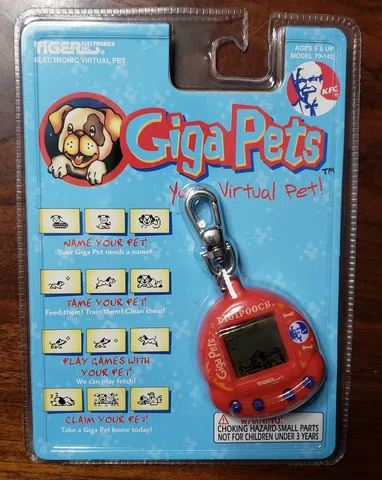 TIGER ELECTRONICS
ELECTRONIC VIRTUAL PET
AGES 5 & UP
MODEL 70-142
KFC
Giga Pets™
Your Virtual Pet!
NAME YOUR PET!
Your Giga Pet needs a name!
TAME YOUR PET!
Feed them! Train them! Clean them!
PLAY GAMES WITH
YOUR PET!
We can play fetch!
CLAIM YOUR PET!
Take a Giga Pet home today!
DIGIPOOCH
Giga Pets
TIGER
WARNING:
CHOKING HAZARD-SMALL PARTS
NOT FOR CHILDREN UNDER 3 YEARS